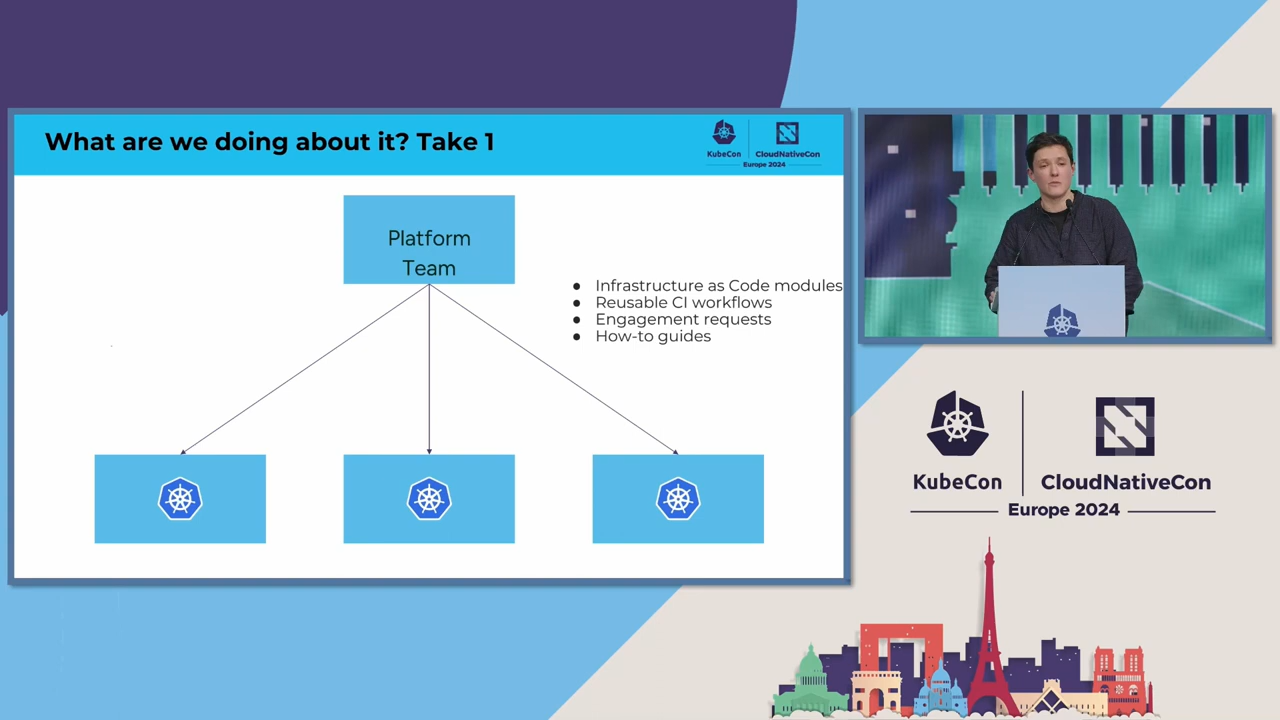 What are we doing about it? Take 1
KubeCon
CloudNativeCon
Europe 2024
Platform
Team
● Infrastructure as Code modules
● Reusable CI workflows
● Engagement requests
● How-to guides
KubeCon
CloudNativeCon
Europe 2024